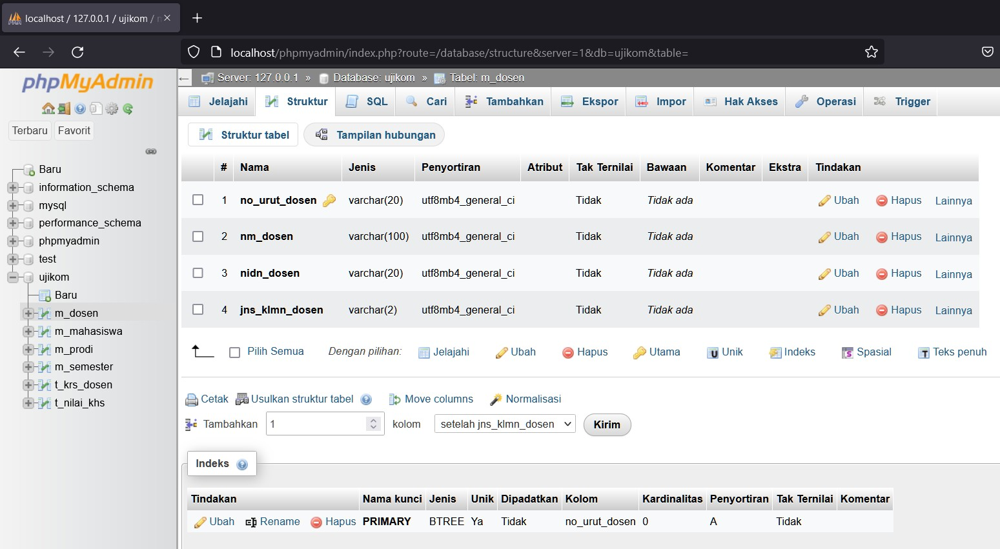 localhost / 127.0.0.1 / ujikom /
localhost/phpmyadmin/index.php?route=/database/structure&server=1&db=ujikom&table=
phpMyAdmin
Terbaru Favorit
Baru
information_schema
mysql
performance_schema
phpmyadmin
test
ujikom
Baru
m_dosen
m_mahasiswa
m_prodi
m_semester
t_krs_dosen
t_nilai_khs
Server: 127.0.0.1 » Database: ujikom » Tabel: m_dosen
Jelajahi Struktur SQL Cari Tambahkan Ekspor Impor Hak Akses Operasi Trigger
Struktur tabel Tampilan hubungan
# Nama Jenis Penyortiran Atribut Tak Ternilai Bawaan Komentar Ekstra Tindakan
1 no_urut_dosen varchar(20) utf8mb4_general_ci Tidak Tidak ada Ubah Hapus Lainnya
2 nm_dosen varchar(100) utf8mb4_general_ci Tidak Tidak ada Ubah Hapus Lainnya
3 nidn_dosen varchar(20) utf8mb4_general_ci Tidak Tidak ada Ubah Hapus Lainnya
4 jns_klmn_dosen varchar(2) utf8mb4_general_ci Tidak Tidak ada Ubah Hapus Lainnya
Pilih Semua Dengan pilihan: Jelajahi Ubah Hapus Utama Unik Indeks Spasial Teks penuh
Cetak Usulkan struktur tabel Move columns Normalisasi
Tambahkan 1 kolom setelah jns_klmn_dosen Kirim
Indeks
Tindakan Nama kunci Jenis Unik Dipadatkan Kolom Kardinalitas Penyortiran Tak Ternilai Komentar
Ubah Rename Hapus PRIMARY BTREE Ya Tidak no_urut_dosen 0 A Tidak